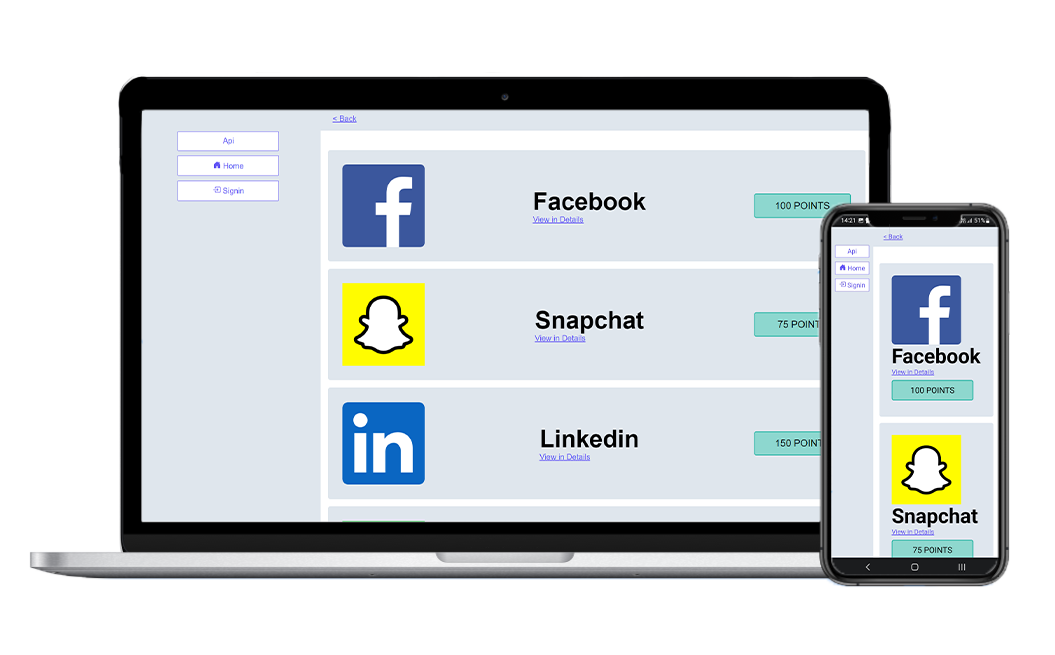 < Back
Api
Home
Signin
Facebook
View in Details
100 POINTS
Snapchat
View in Details
75 POINT
in
Linkedin
View in Details
150 POINT
14:21 51%
< Back
Api
Home
Signin
Facebook
View in Details
100 POINTS
Snapchat
View in Details
75 POINTS